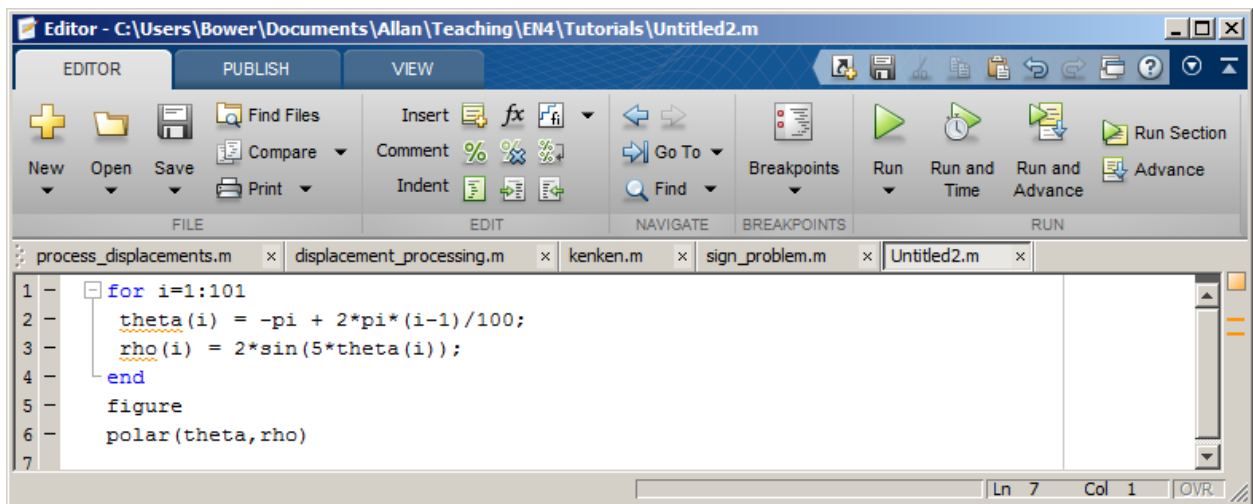 Editor - C:\Users\Bower\Documents\Allan\Teaching\EN4\Tutorials\Untitled2.m
EDITOR PUBLISH VIEW
New Open Save Find Files Compare Print
FILE
Insert fx fi
Comment % % %
Indent
EDIT
Go To
Find
NAVIGATE
Breakpoints
BREAKPOINTS
Run Run and Time Run and Advance Run Section Advance
RUN
process_displacements.m × displacement_processing.m × kenken.m × sign_problem.m × Untitled2.m ×
1 – for i=1:101
2 – theta(i) = -pi + 2*pi*(i-1)/100;
3 – rho(i) = 2*sin(5*theta(i));
4 – end
5 – figure
6 – polar(theta,rho)
7
Ln 7 Col 1 OVR